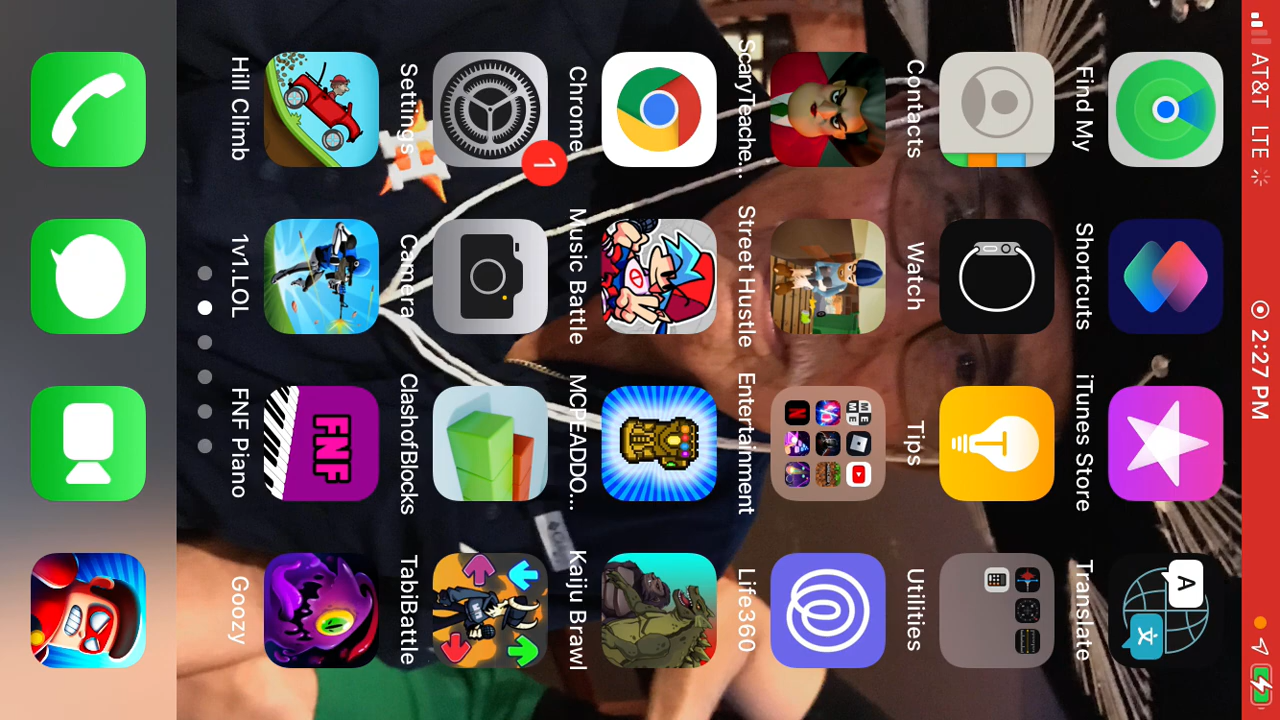 AT&T LTE 2:27 PM
Find My Shortcuts iTunes Store Translate
Contacts Watch Tips Utilities
ScaryTeache... Street Hustle Entertainment Life360
Chrome Music Battle MCPEADDO... Kaiju Brawl
1
Settings Camera ClashofBlocks TabiBattle
FNF
Hill Climb 1v1.LOL FNF Piano Goozy